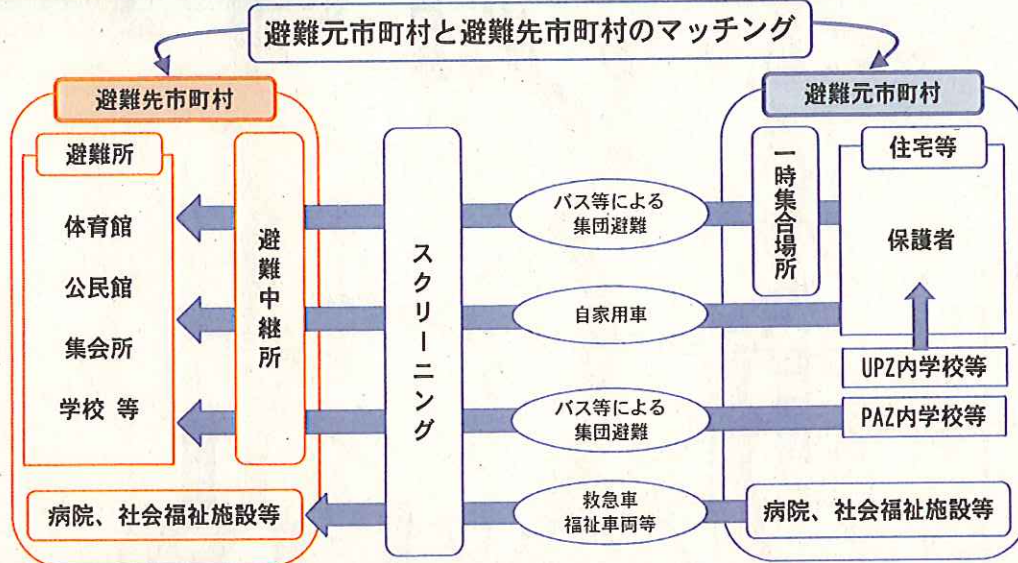 避難元市町村と避難先市町村のマッチング
避難先市町村
避難所
体育館
公民館
集会所
学校 等
避難中継所
病院、社会福祉施設等
スクリーニング
バス等による
集団避難
自家用車
バス等による
集団避難
救急車
福祉車両等
避難元市町村
一時集合場所
住宅等
保護者
UPZ内学校等
PAZ内学校等
病院、社会福祉施設等